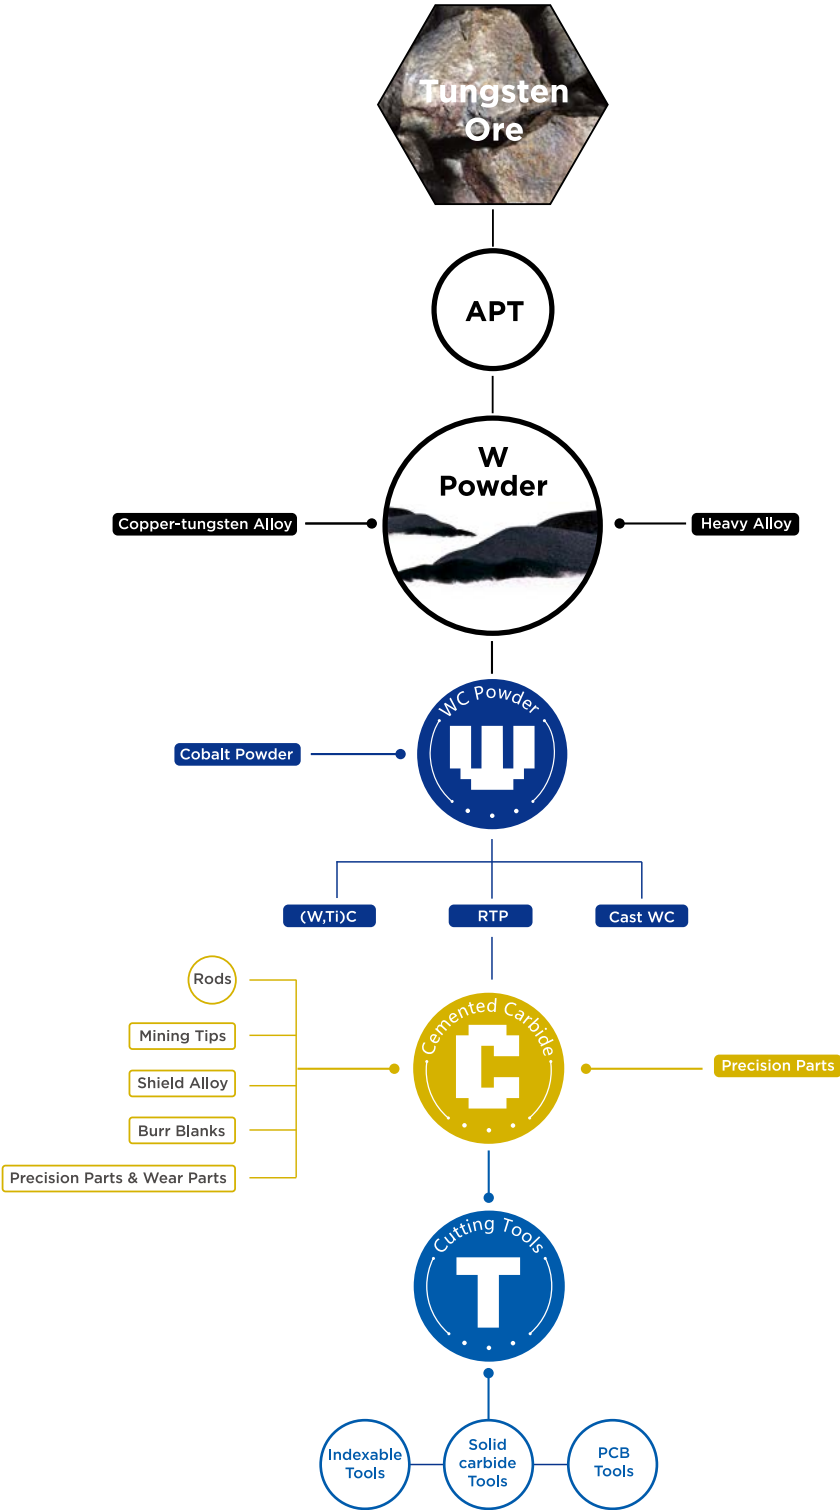 Tungsten
Ore
APT
W
Powder
Copper-tungsten Alloy
Heavy Alloy
WC Powder
W
Cobalt Powder
(W,Ti)C
RTP
Cast WC
Rods
Mining Tips
Shield Alloy
Burr Blanks
Precision Parts & Wear Parts
Cemented Carbide
C
Precision Parts
Cutting Tools
T
Indexable
Tools
Solid
carbide
Tools
PCB
Tools